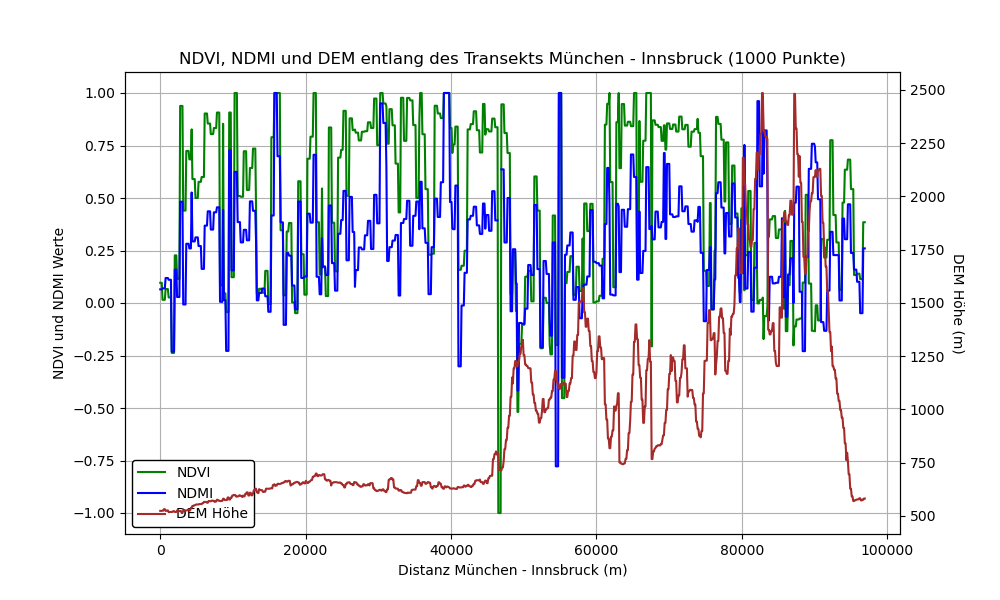 NDVI, NDMI und DEM entlang des Transekts München - Innsbruck (1000 Punkte)
1.00
0.75
0.50
0.25
0.00
−0.25
−0.50
−0.75
−1.00
NDVI und NDMI Werte
2500
2250
2000
1750
1500
1250
1000
750
500
DEM Höhe (m)
NDVI
NDMI
DEM Höhe
0 20000 40000 60000 80000 100000
Distanz München - Innsbruck (m)